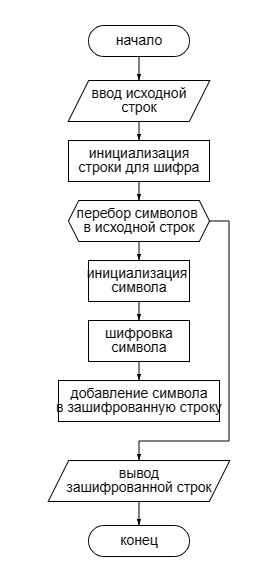 начало
ввод исходной
строк
инициализация
строки для шифра
перебор символов
в исходной строк
инициализация
символа
шифровка
символа
добавление символа
в зашифрованную строку
вывод
зашифрованной строк
конец